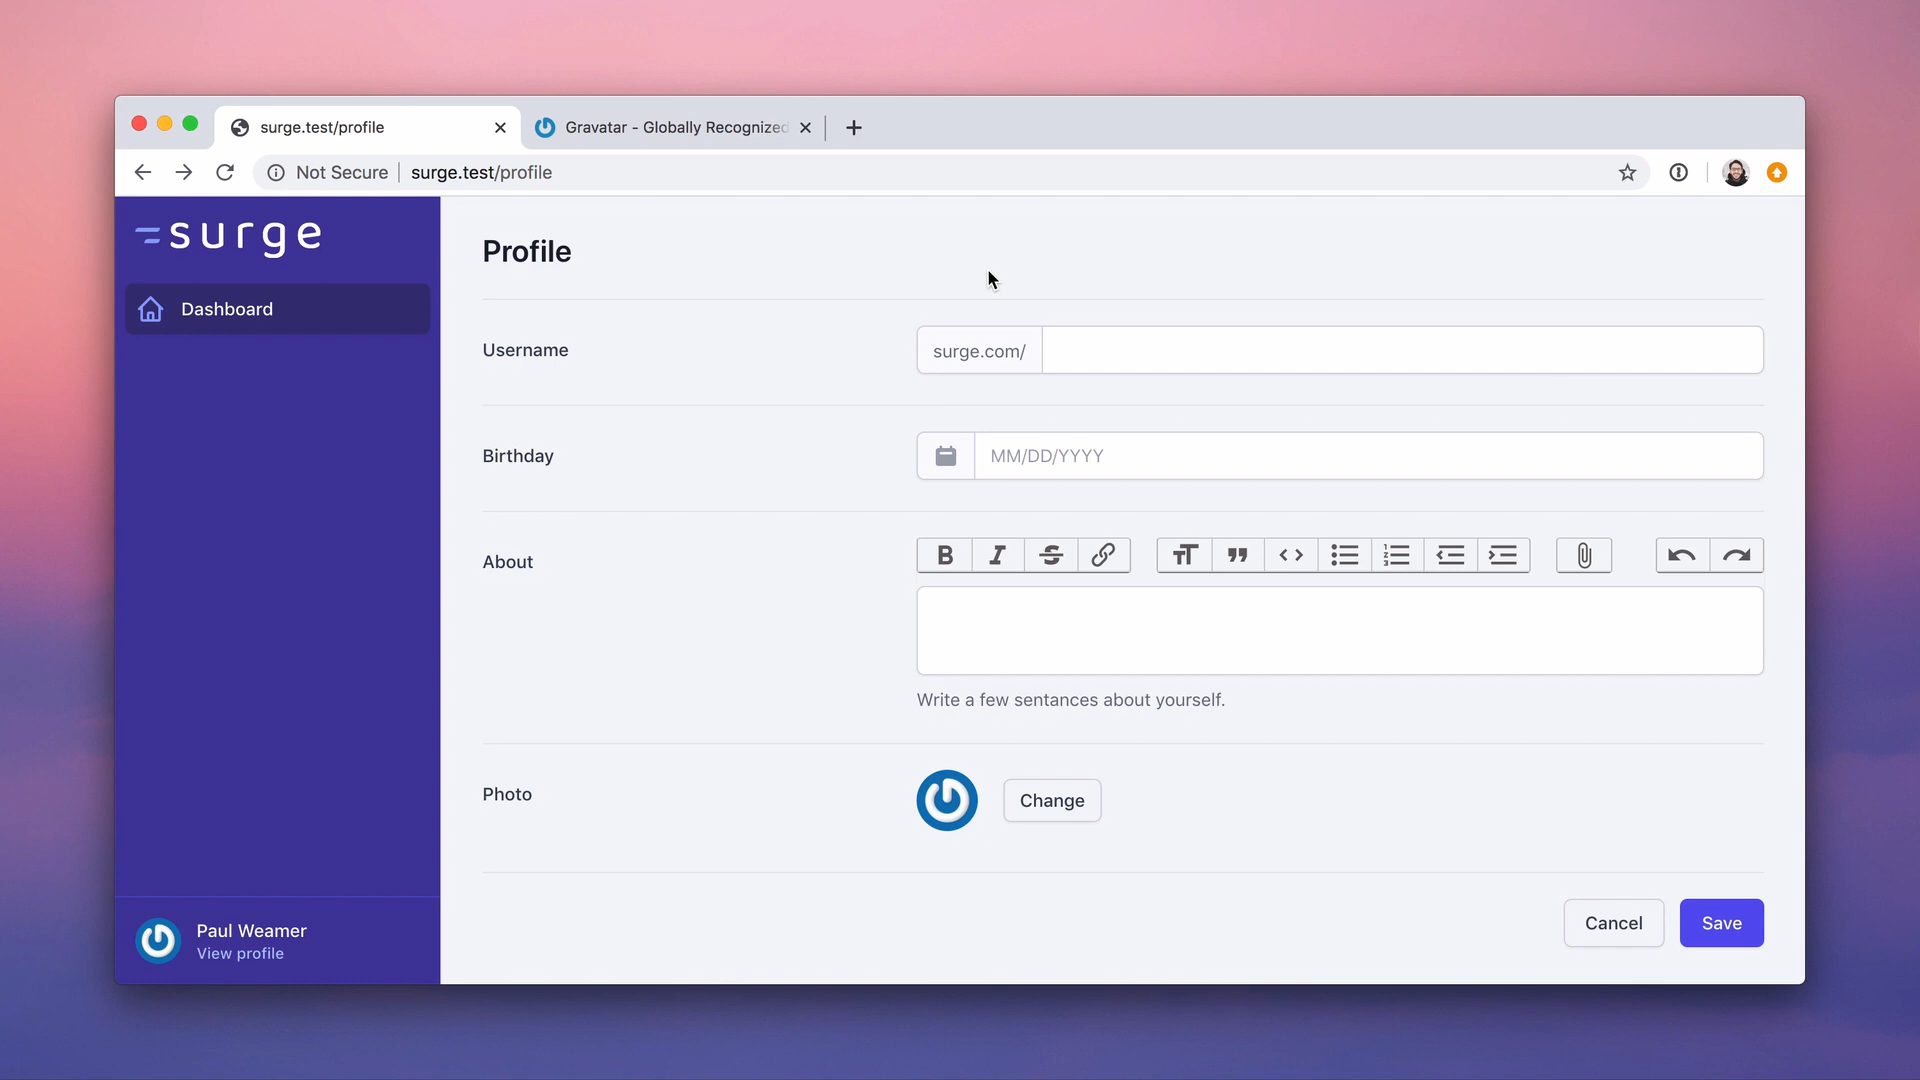 surge.test/profile
Gravatar - Globally Recognized
Not Secure surge.test/profile
surge
Dashboard
Profile
Username
surge.com/
Birthday
MM/DD/YYYY
About
Write a few sentences about yourself.
Photo
Change
Cancel
Save
Paul Weamer
View profile